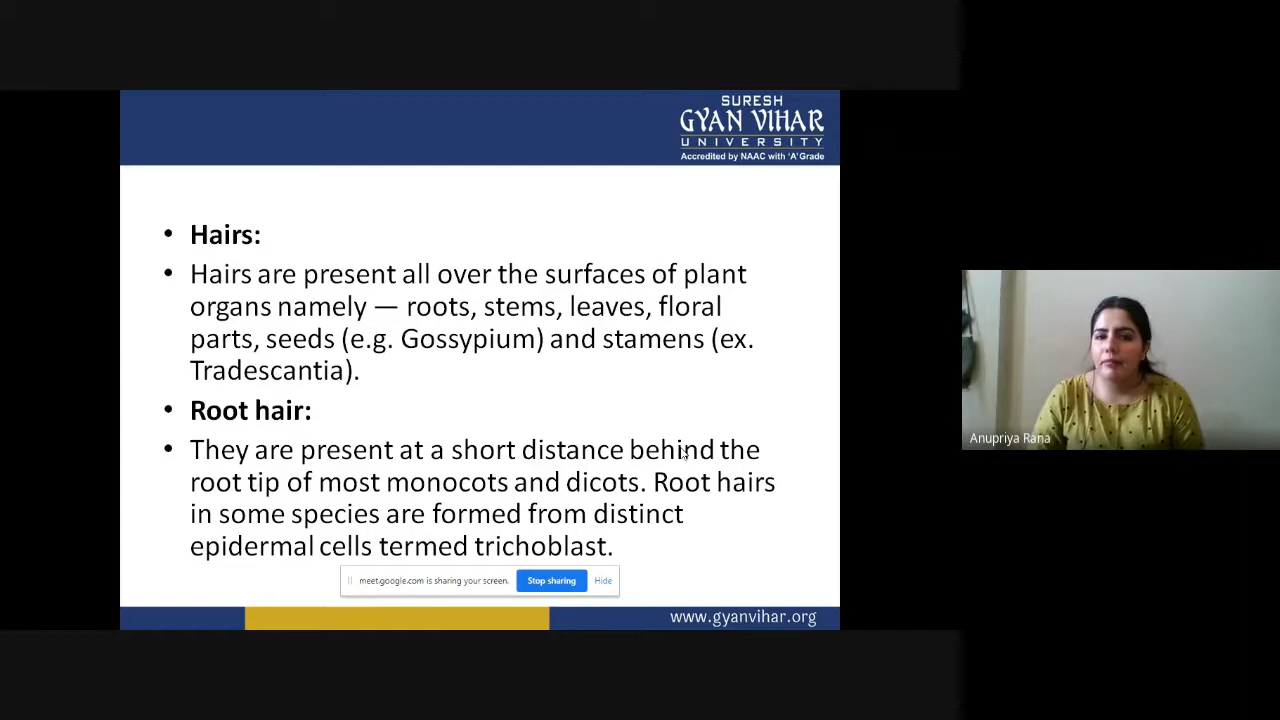 SURESH
GYAN VIHAR
UNIVERSITY
Accredited by NAAC with 'A' Grade
• Hairs:
• Hairs are present all over the surfaces of plant
organs namely — roots, stems, leaves, floral
parts, seeds (e.g. Gossypium) and stamens (ex.
Tradescantia).
• Root hair:
• They are present at a short distance behind the
root tip of most monocots and dicots. Root hairs
in some species are formed from distinct
epidermal cells termed trichoblast.
meet.google.com is sharing your screen. Stop sharing Hide
www.gyanvihar.org
Anupriya Rana